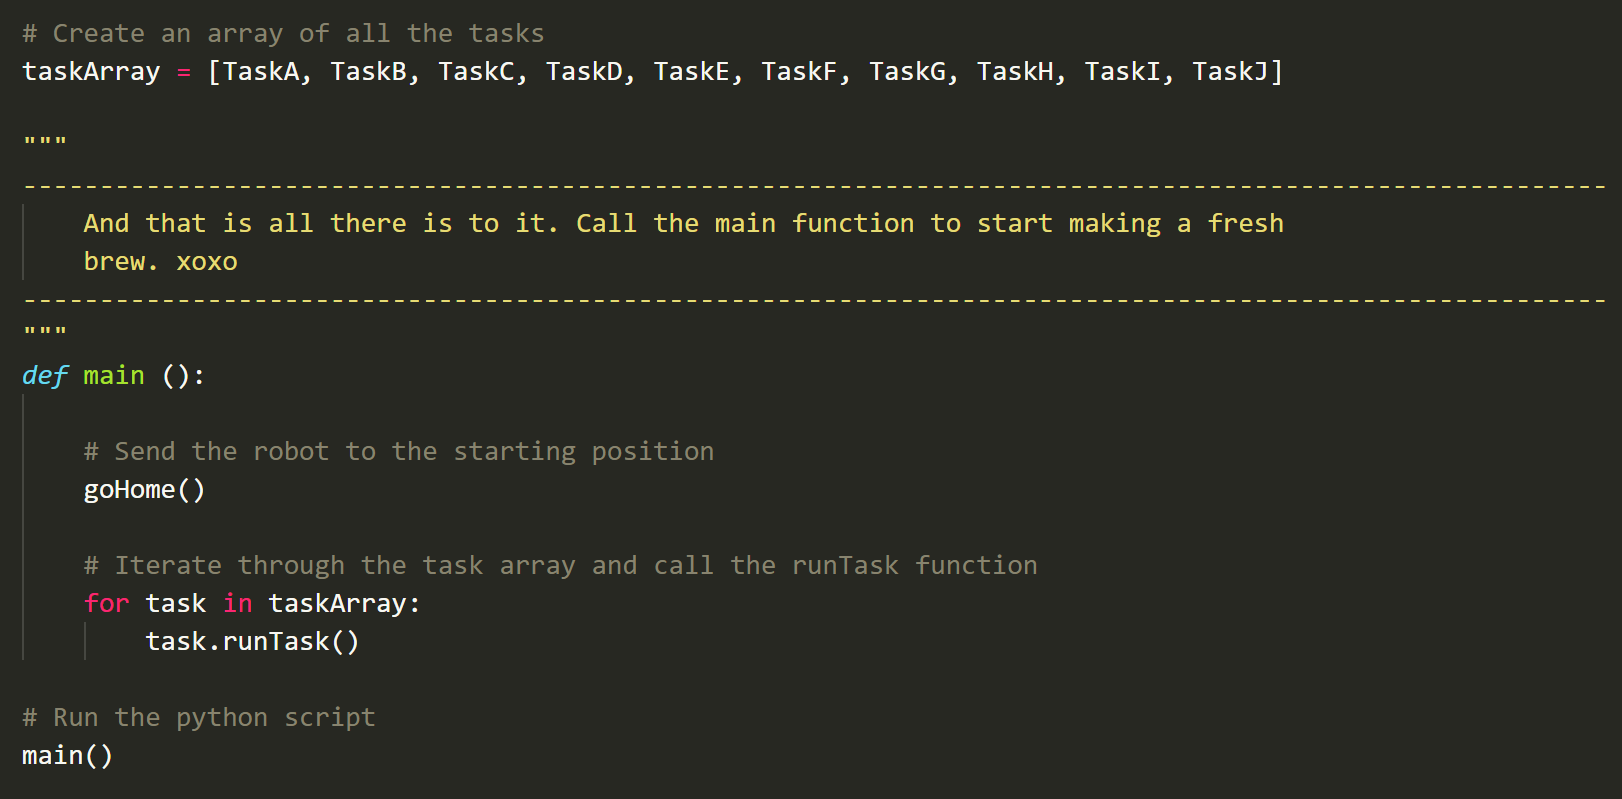 # Create an array of all the tasks
taskArray = [TaskA, TaskB, TaskC, TaskD, TaskE, TaskF, TaskG, TaskH, TaskI, TaskJ]
"""
-------------------------------------------------------------------------------------------------------
And that is all there is to it. Call the main function to start making a fresh
brew. xoxo
-------------------------------------------------------------------------------------------------------
"""
def main ():
# Send the robot to the starting position
goHome()
# Iterate through the task array and call the runTask function
for task in taskArray:
task.runTask()
# Run the python script
main()